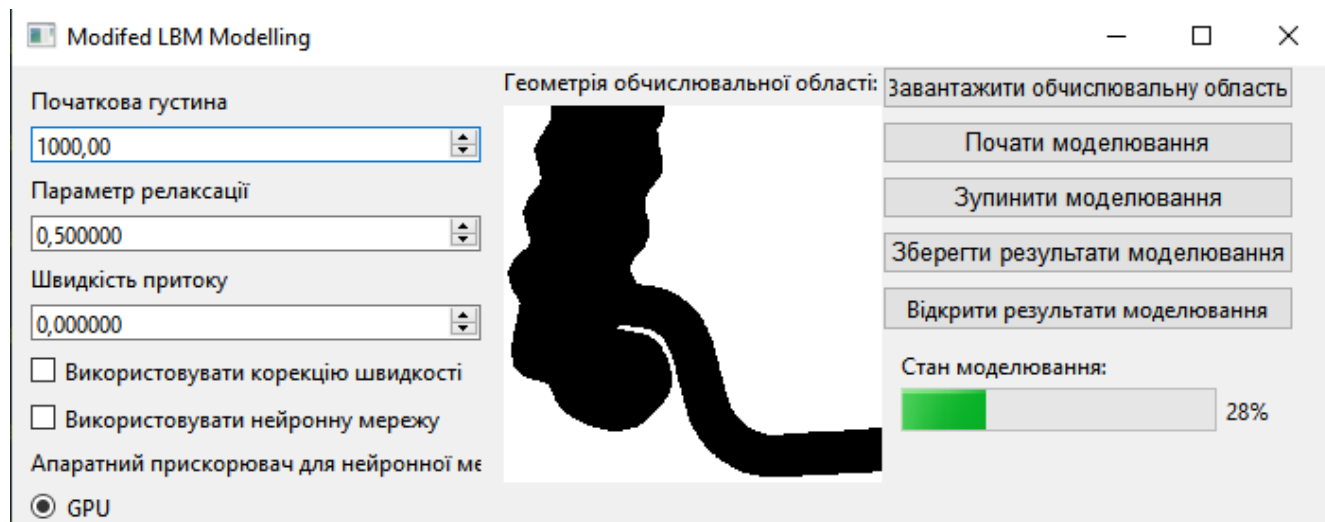 Modifed LBM Modelling
Початкова густина
1000,00
Параметр релаксації
0,500000
Швидкість притоку
0,000000
Використовувати корекцію швидкості
Використовувати нейронну мережу
Апаратний прискорювач для нейронної ме
GPU
Геометрія обчислювальної області:
Завантажити обчислювальну область
Почати моделювання
Зупинити моделювання
Зберегти результати моделювання
Відкрити результати моделювання
Стан моделювання:
28%